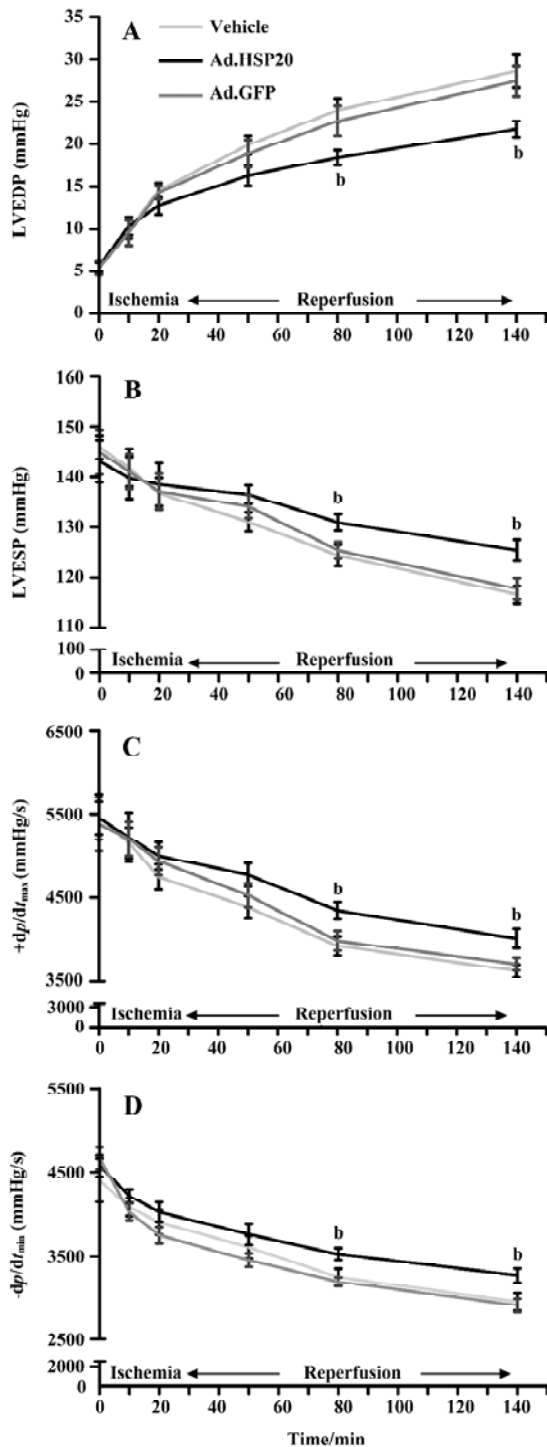 A
Vehicle
Ad.HSP20
Ad.GFP
LVEDP (mmHg)
35
30
25
20
15
10
5
0
b b
Ischemia Reperfusion
0 20 40 60 80 100 120 140
B
LVESP (mmHg)
160
150
140
130
120
110
100
0
b b
Ischemia Reperfusion
0 20 40 60 80 100 120 140
C
+dp/dtmax (mmHg/s)
6500
5500
4500
3500
3000
0
b b
Ischemia Reperfusion
0 20 40 60 80 100 120 140
D
-dp/dtmin (mmHg/s)
5500
4500
3500
2500
2000
0
b b
Ischemia Reperfusion
0 20 40 60 80 100 120 140
Time/min